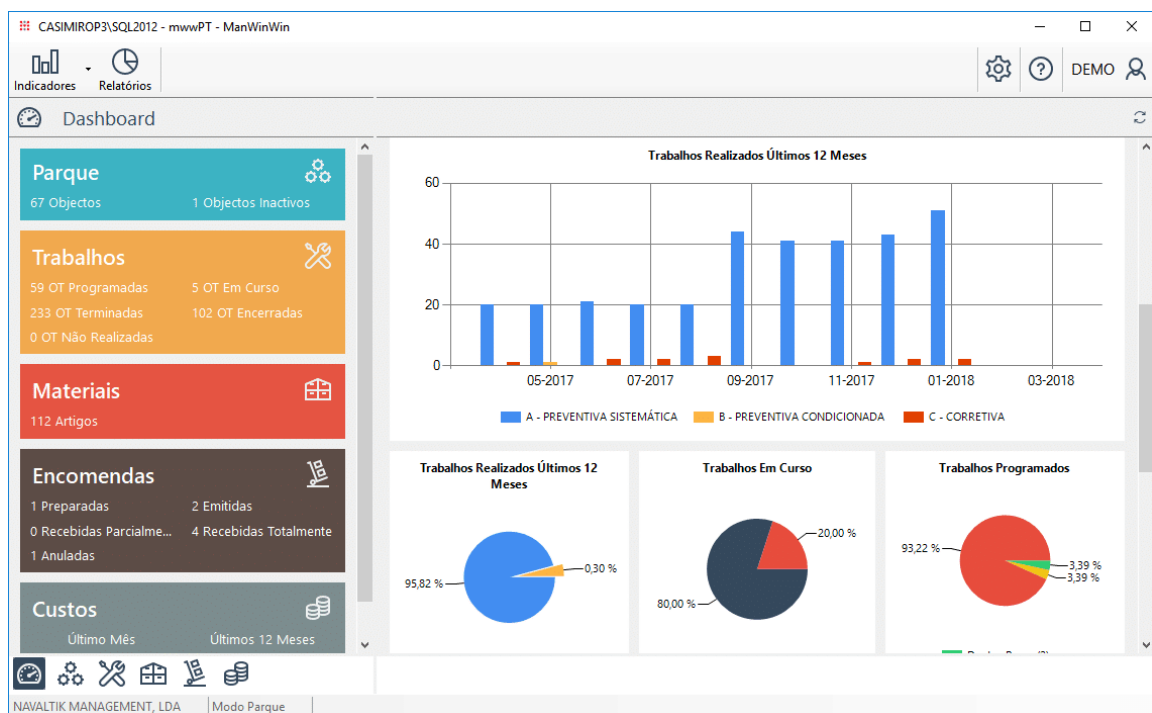 CASIMIROP3\SQL2012 - mwwPT - ManWinWin
Indicadores
Relatórios
DEMO
Dashboard
Parque
67 Objectos
1 Objectos Inactivos
Trabalhos
59 OT Programadas
5 OT Em Curso
233 OT Terminadas
102 OT Encerradas
0 OT Não Realizadas
Materiais
112 Artigos
Encomendas
1 Preparadas
2 Emitidas
0 Recebidas Parcialme...
4 Recebidas Totalmente
1 Anuladas
Custos
Último Mês
Últimos 12 Meses
Trabalhos Realizados Últimos 12 Meses
60
40
20
0
05-2017
07-2017
09-2017
11-2017
01-2018
03-2018
A - PREVENTIVA SISTEMÁTICA
B - PREVENTIVA CONDICIONADA
C - CORRETIVA
Trabalhos Realizados Últimos 12
Meses
95,82 %
0,30 %
Trabalhos Em Curso
20,00 %
80,00 %
Trabalhos Programados
93,22 %
3,39 %
3,39 %
NAVALTIK MANAGEMENT, LDA
Modo Parque